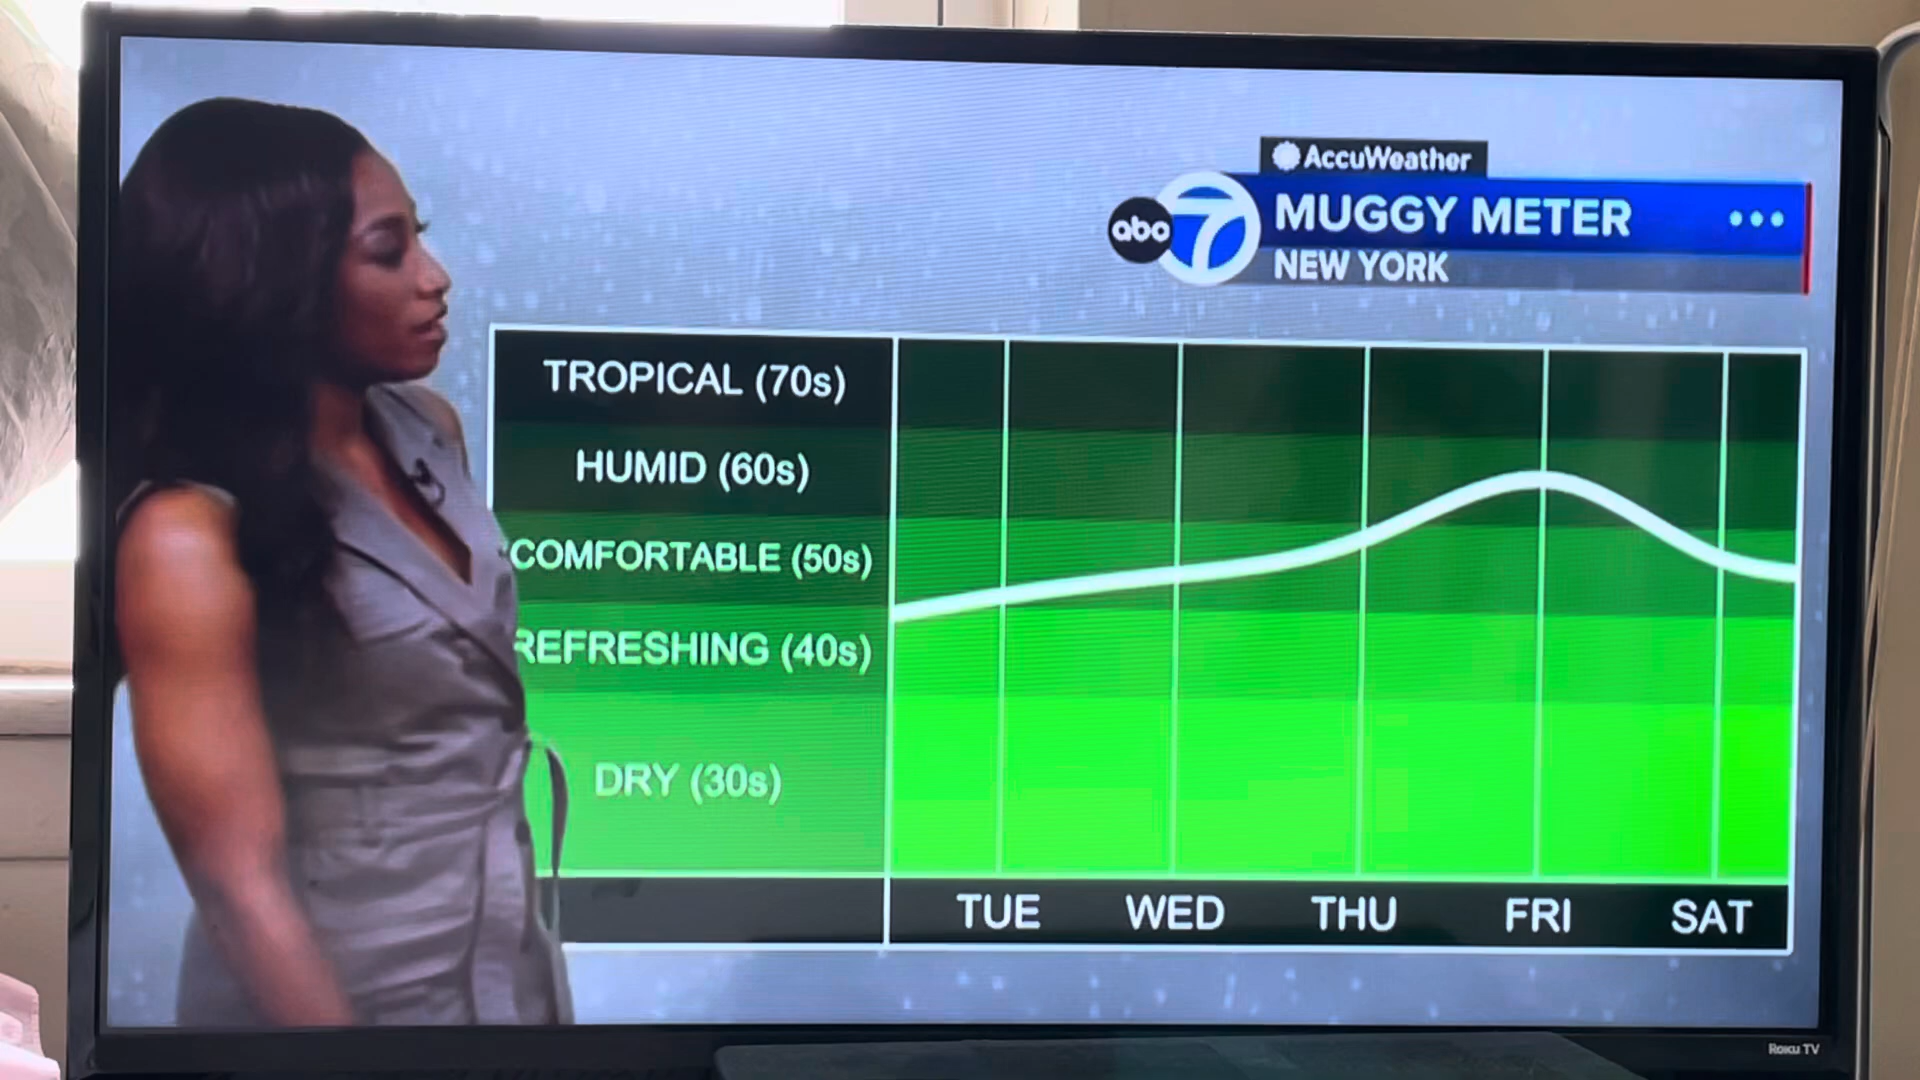 AccuWeather
abc 7 MUGGY METER
NEW YORK
TROPICAL (70s)
HUMID (60s)
COMFORTABLE (50s)
REFRESHING (40s)
DRY (30s)
TUE WED THU FRI SAT
Roku TV